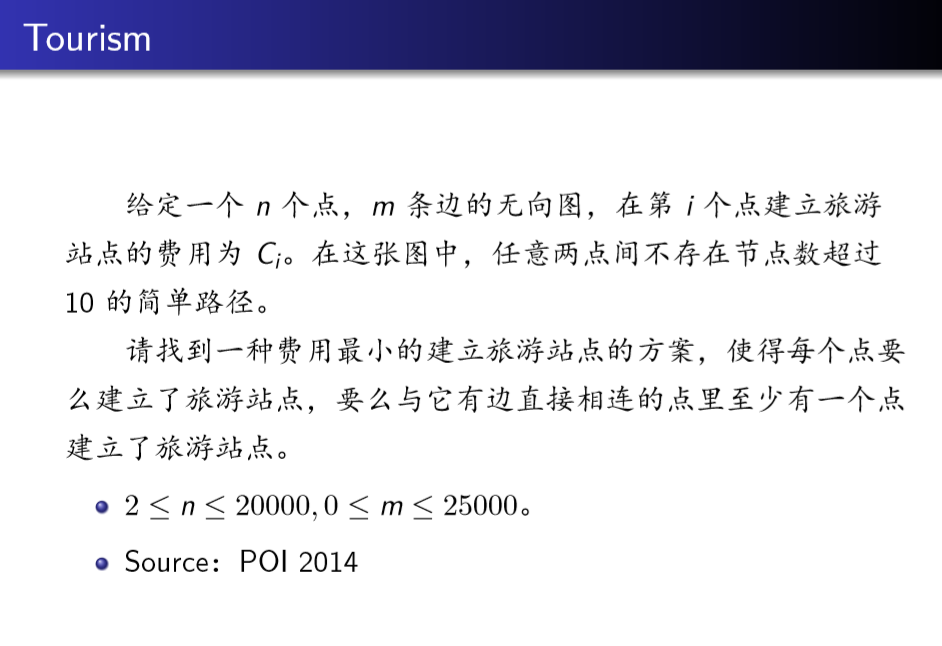 Tourism
给定一个 n 个点，m 条边的无向图，在第 i 个点建立旅游
站点的费用为 Cᵢ。在这张图中，任意两点间不存在节点数超过
10 的简单路径。
请找到一种费用最小的建立旅游站点的方案，使得每个点要
么建立了旅游站点，要么与它有边直接相连的点里至少有一个点
建立了旅游站点。
2 ≤ n ≤ 20000, 0 ≤ m ≤ 25000。
Source：POI 2014